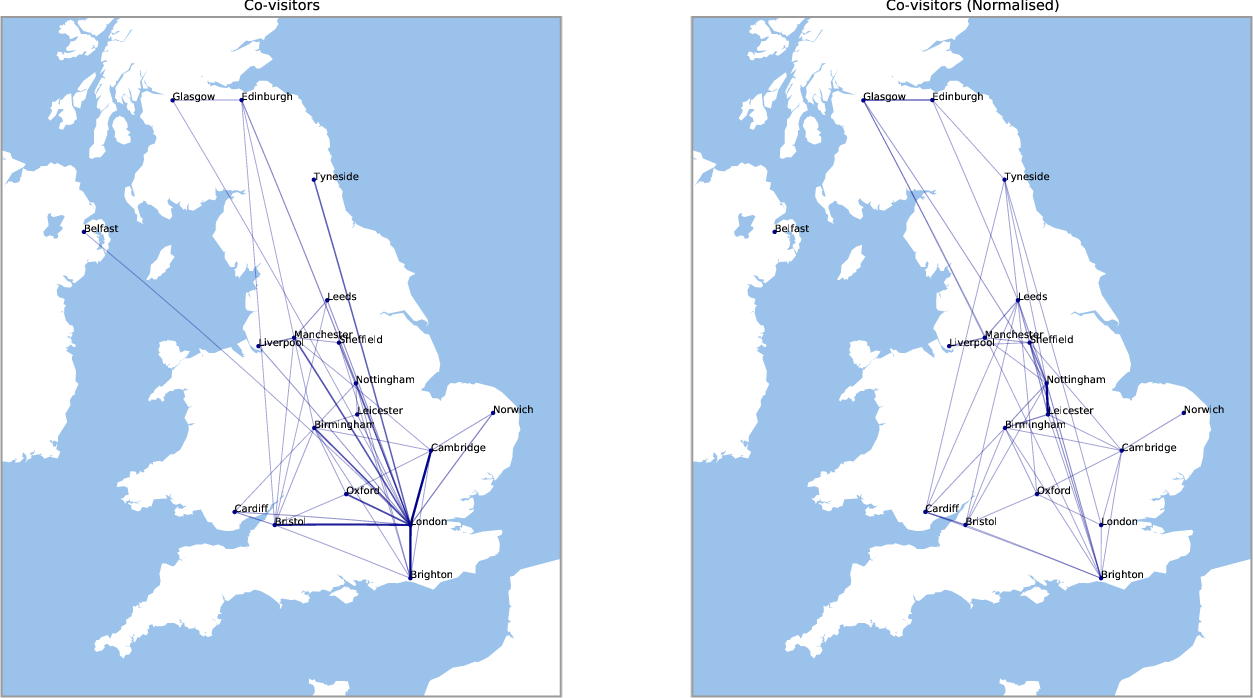 Co-visitors
Glasgow
Edinburgh
Tyneside
Belfast
Leeds
Manchester
Sheffield
Liverpool
Nottingham
Leicester
Norwich
Birmingham
Cambridge
Oxford
Cardiff
Bristol
London
Brighton
Co-visitors (Normalised)
Glasgow
Edinburgh
Tyneside
Belfast
Leeds
Manchester
Sheffield
Liverpool
Nottingham
Leicester
Norwich
Birmingham
Cambridge
Oxford
Cardiff
Bristol
London
Brighton